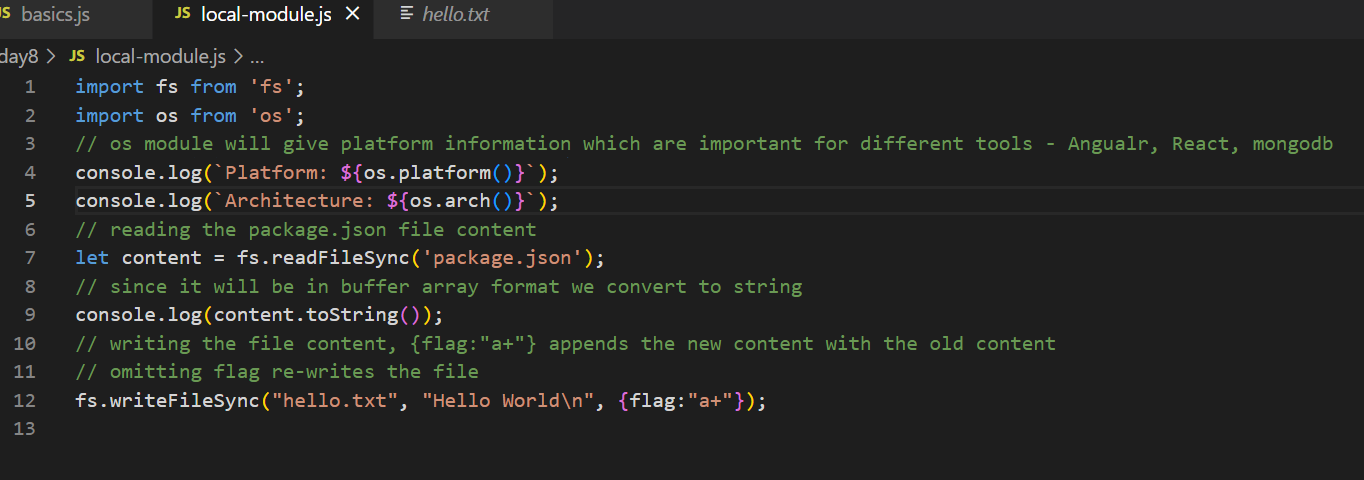 JS basics.js JS local-module.js × hello.txt
day8 > JS local-module.js > ...
1 import fs from 'fs';
2 import os from 'os';
3 // os module will give platform information which are important for different tools - Angualr, React, mongodb
4 console.log(`Platform: ${os.platform()}`);
5 console.log(`Architecture: ${os.arch()}`);
6 // reading the package.json file content
7 let content = fs.readFileSync('package.json');
8 // since it will be in buffer array format we convert to string
9 console.log(content.toString());
10 // writing the file content, {flag:"a+"} appends the new content with the old content
11 // omitting flag re-writes the file
12 fs.writeFileSync("hello.txt", "Hello World\n", {flag:"a+"});
13